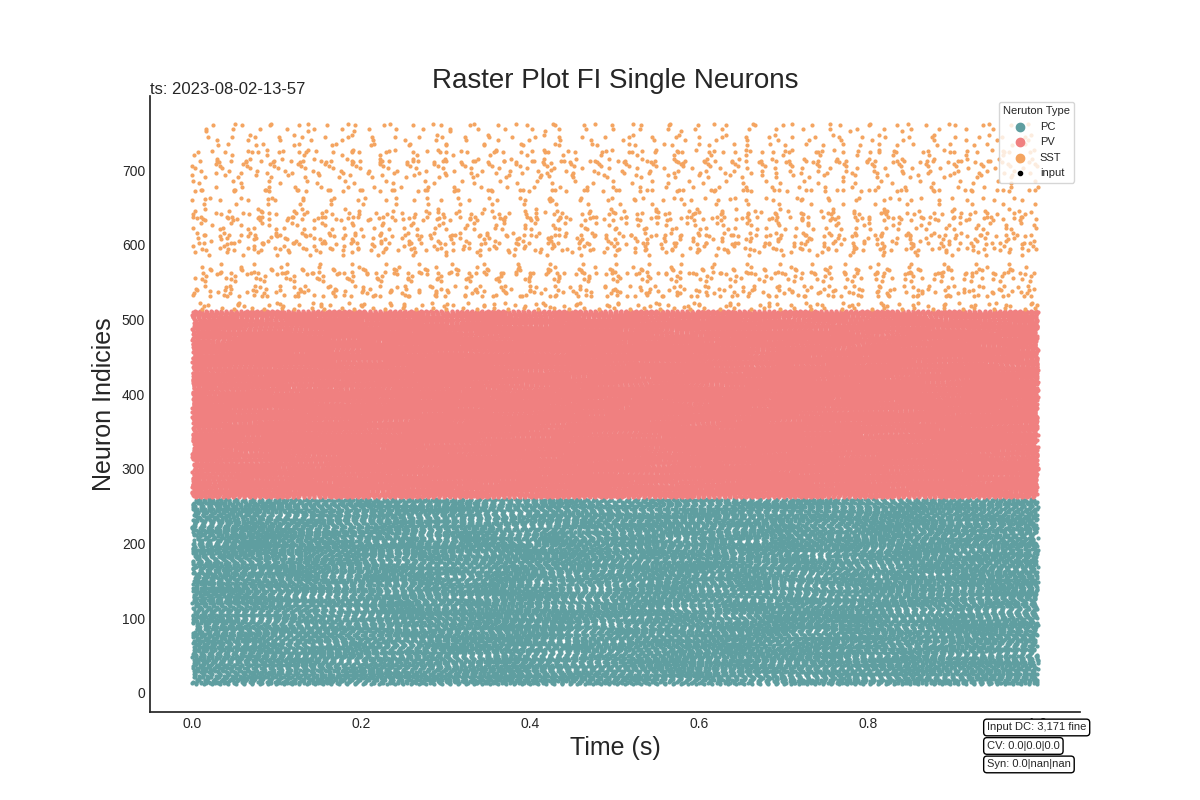 Raster Plot FI Single Neurons
ts: 2023-08-02-13-57
Neruton Type
PC
PV
SST
input
Neuron Indicies
700
600
500
400
300
200
100
0
0.0 0.2 0.4 0.6 0.8
Time (s)
Input DC: 3,171 fine
CV: 0.0|0.0|0.0
Syn: 0.0|nan|nan